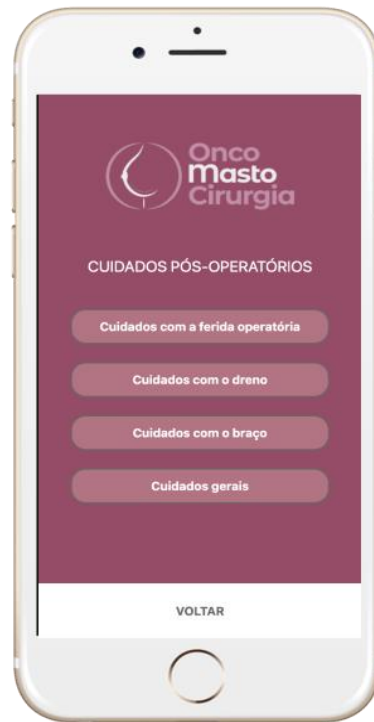 Onco
Masto
Cirurgia
CUIDADOS PÓS-OPERATÓRIOS
Cuidados com a ferida operatória
Cuidados com o dreno
Cuidados com o braço
Cuidados gerais
VOLTAR